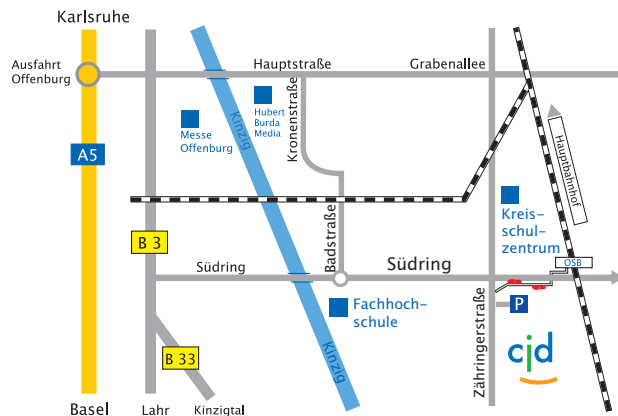 Karlsruhe
Ausfahrt
Offenburg
Hauptstraße
Grabenallee
Kinzig
Hubert
Burda
Media
Messe
Offenburg
Kronenstraße
A5
Hauptbahnhof
Kreis-
schul-
zentrum
B 3
Badstraße
Südring
Südring
OSB
Fachhoch-
schule
P
Zähringerstraße
cjd
B 33
Kinzig
Basel
Lahr
Kinzigtal